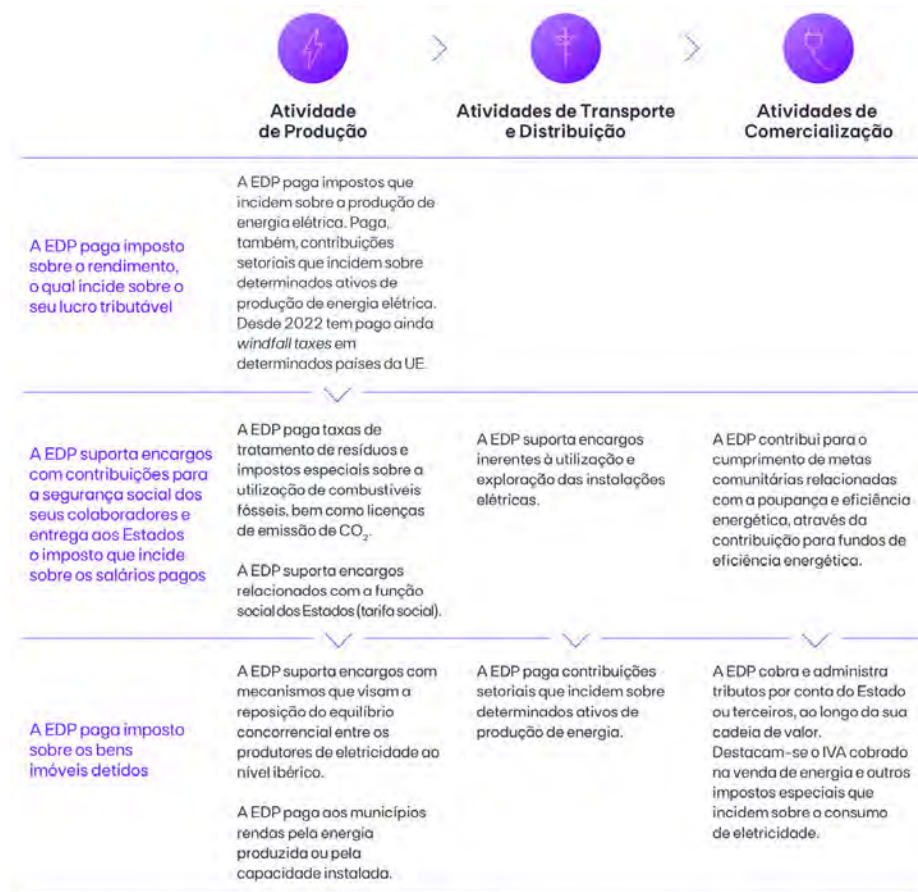 Atividade
de Produção
Atividades de Transporte
e Distribuição
Atividades de
Comercialização
A EDP paga imposto
sobre o rendimento,
o qual incide sobre o
seu lucro tributável
A EDP paga impostos que
incidem sobre a produção de
energia elétrica. Paga,
também, contribuições
setoriais que incidem sobre
determinados ativos de
produção de energia elétrica.
Desde 2022 tem pago ainda
windfall taxes em
determinados países da UE.
A EDP suporta encargos
com contribuições para
a segurança social dos
seus colaboradores e
entrega aos Estados
o imposto que incide
sobre os salários pagos
A EDP paga taxas de
tratamento de resíduos e
impostos especiais sobre a
utilização de combustíveis
fósseis, bem como licenças
de emissão de CO₂.
A EDP suporta encargos
relacionados com a função
social dos Estados (tarifa social).
A EDP suporta encargos
inerentes à utilização e
exploração das instalações
elétricas.
A EDP contribui para o
cumprimento de metas
comunitárias relacionadas
com a poupança e eficiência
energética, através da
contribuição para fundos de
eficiência energética.
A EDP paga imposto
sobre os bens
imóveis detidos
A EDP suporta encargos com
mecanismos que visam a
reposição do equilíbrio
concorrencial entre os
produtores de eletricidade ao
nível ibérico.
A EDP paga aos municípios
rendas pela energia
produzida ou pela
capacidade instalada.
A EDP paga contribuições
setoriais que incidem sobre
determinados ativos de
produção de energia.
A EDP cobra e administra
tributos por conta do Estado
ou terceiros, ao longo da sua
cadeia de valor.
Destacam-se o IVA cobrado
na venda de energia e outros
impostos especiais que
incidem sobre o consumo
de eletricidade.